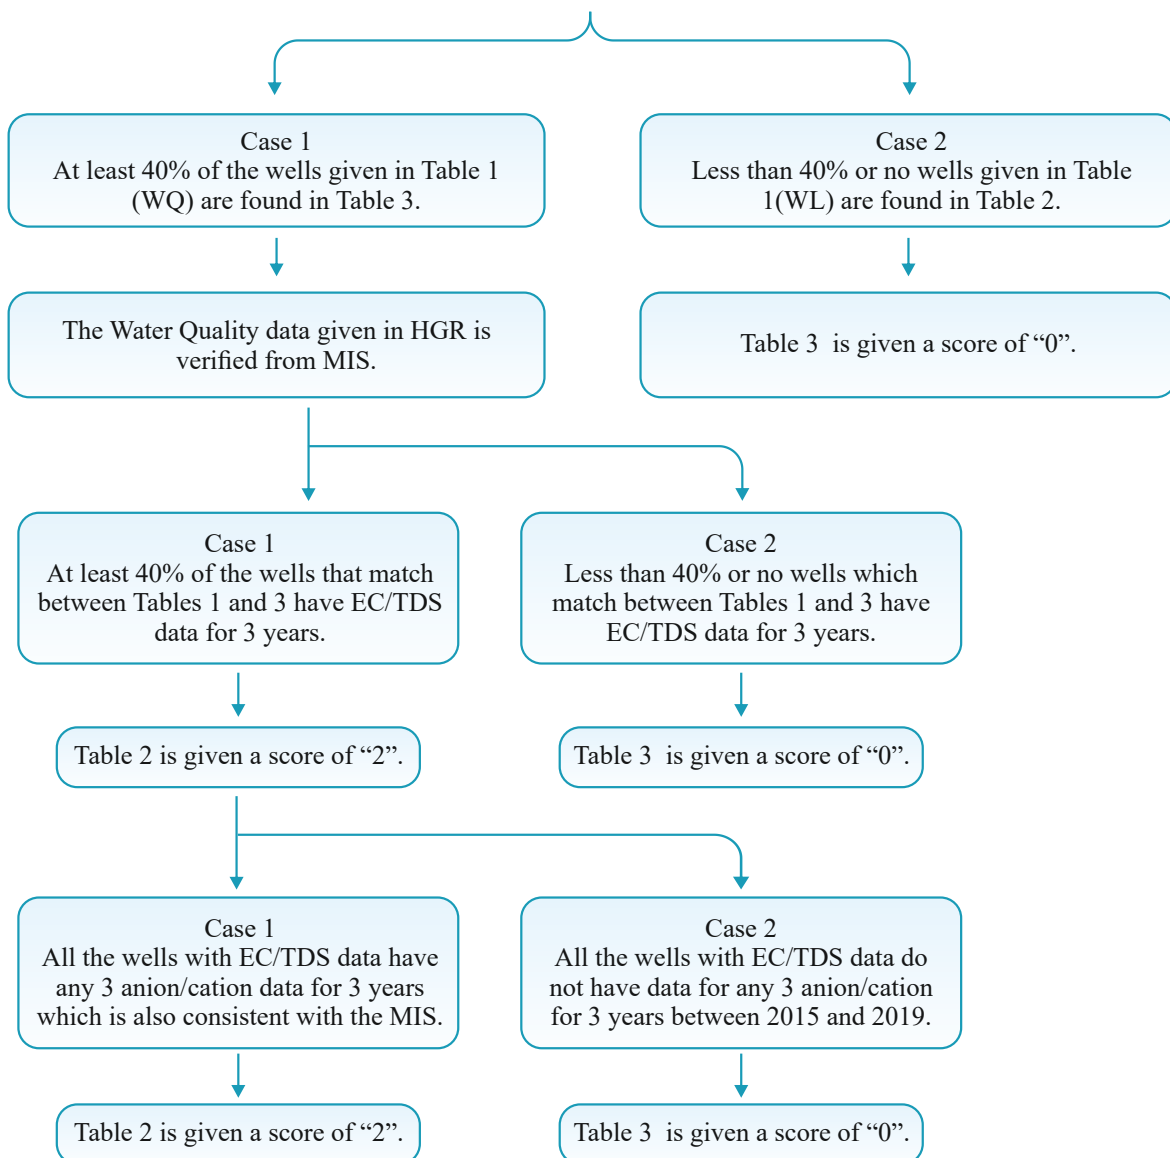 Case 1
At least 40% of the wells given in Table 1
(WQ) are found in Table 3.
Case 2
Less than 40% or no wells given in Table
1(WL) are found in Table 2.
The Water Quality data given in HGR is
verified from MIS.
Table 3 is given a score of “0”.
Case 1
At least 40% of the wells that match
between Tables 1 and 3 have EC/TDS
data for 3 years.
Case 2
Less than 40% or no wells which
match between Tables 1 and 3 have
EC/TDS data for 3 years.
Table 2 is given a score of “2”.
Table 3 is given a score of “0”.
Case 1
All the wells with EC/TDS data have
any 3 anion/cation data for 3 years
which is also consistent with the MIS.
Case 2
All the wells with EC/TDS data do
not have data for any 3 anion/cation
for 3 years between 2015 and 2019.
Table 2 is given a score of “2”.
Table 3 is given a score of “0”.